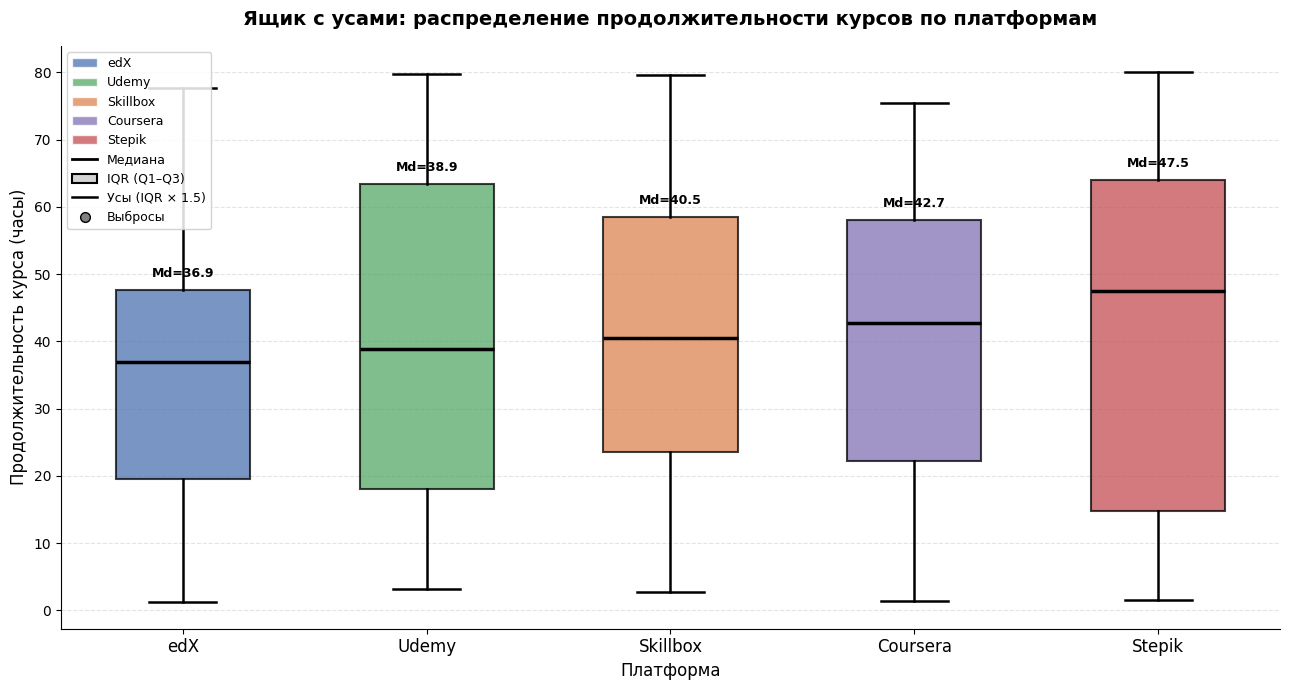 Ящик с усами: распределение продолжительности курсов по платформам
Продолжительность курса (часы)
80
70
60
50
40
30
20
10
0
edX
Udemy
Skillbox
Coursera
Stepik
Медиана
IQR (Q1–Q3)
Усы (IQR × 1.5)
Выбросы
Md=36.9
Md=38.9
Md=40.5
Md=42.7
Md=47.5
edX
Udemy
Skillbox
Coursera
Stepik
Платформа